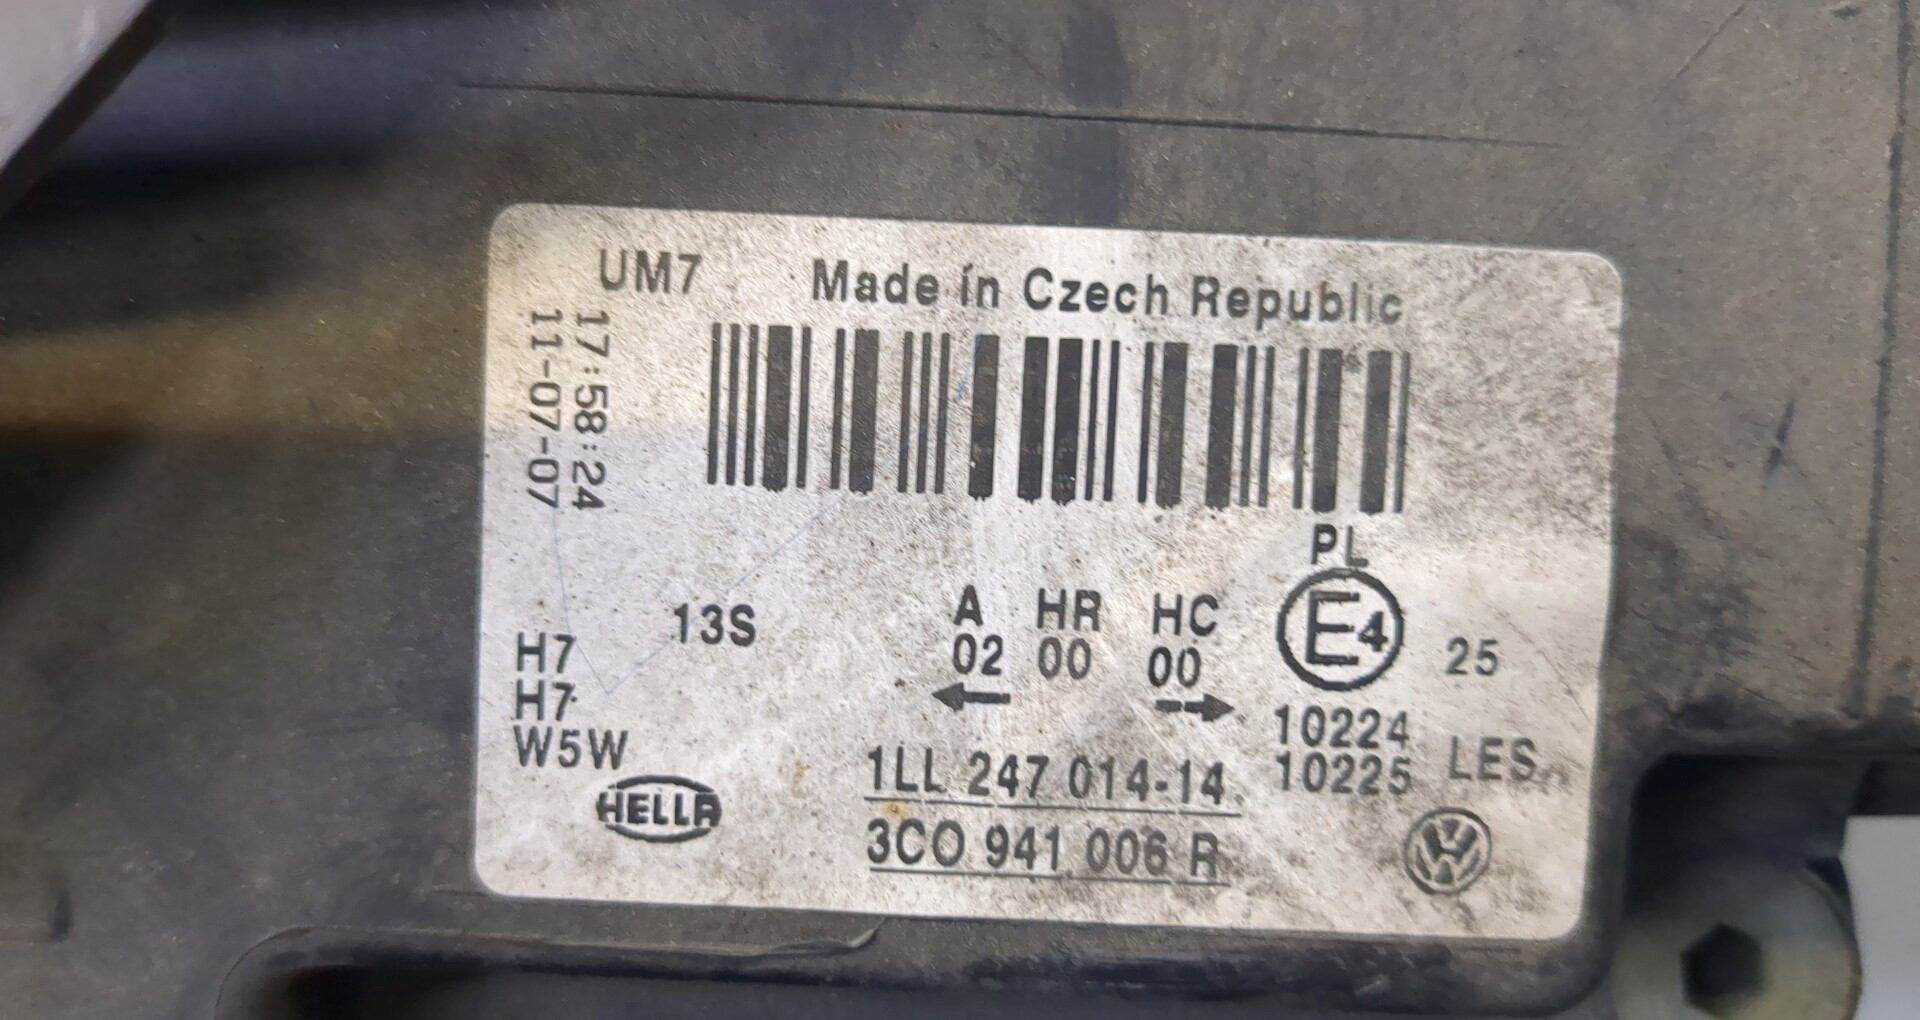 UM7 Made in Czech Republic
17:58:24
11-07-07
PL
13S A HR HC E4 25
02 00 00
H7
H7
W5W
10224
10225 LES
1LL 247 014-14
HELLA
3C0 941 006 R
VW